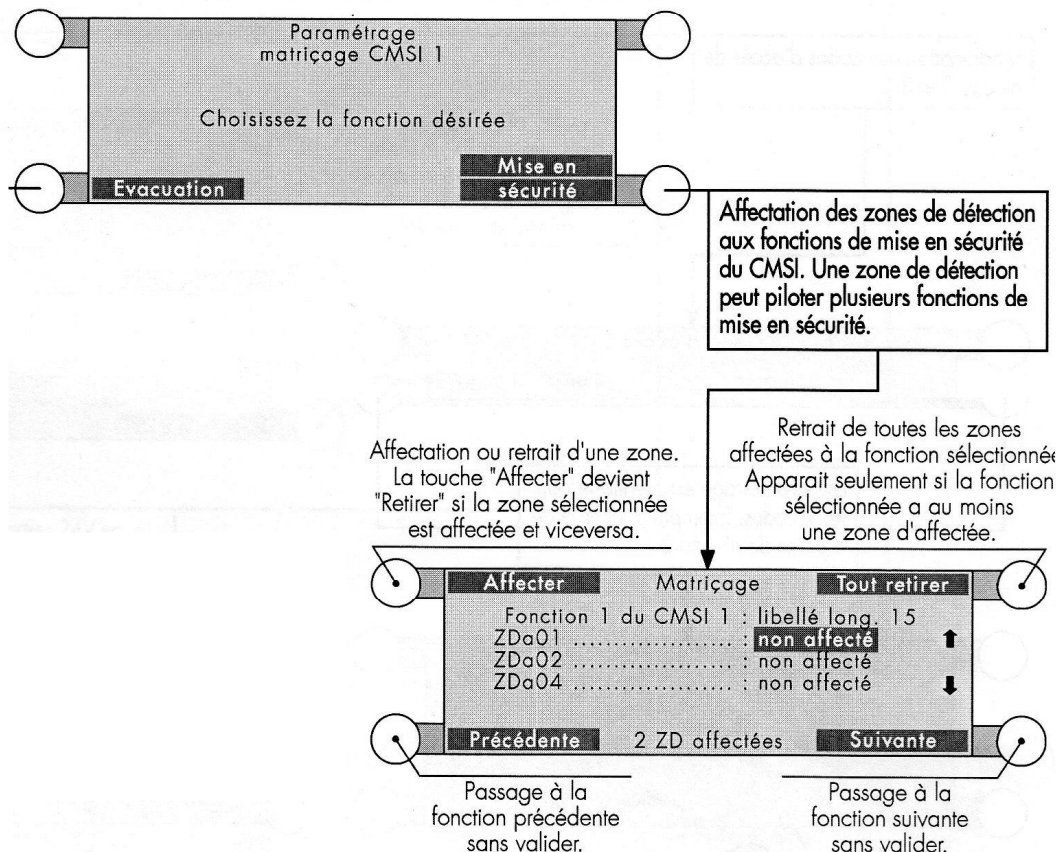 Paramétrage
matriçage CMSI 1
Choisissez la fonction désirée
Mise en
Evacuation sécurité
Affectation des zones de détection
aux fonctions de mise en sécurité
du CMSI. Une zone de détection
peut piloter plusieurs fonctions de
mise en sécurité.
Affectation ou retrait d'une zone.
La touche "Affecter" devient
"Retirer" si la zone sélectionnée
est affectée et viceversa.
Retrait de toutes les zones
affectées à la fonction sélectionnée
Apparait seulement si la fonction
sélectionnée a au moins
une zone d'affectée.
Affecter Matriçage Tout retirer
Fonction 1 du CMSI 1 : libellé long. 15
ZDa01 .................... : non affecté
ZDa02 .................... : non affecté
ZDa04 .................... : non affecté
Précédente 2 ZD affectées Suivante
Passage à la
fonction précédente
sans valider.
Passage à la
fonction suivante
sans valider.